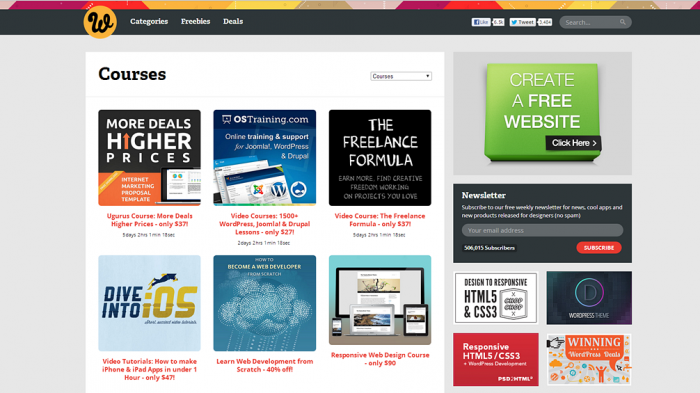 W
Categories
Freebies
Deals
Like
6.3k
Tweet
Search...
Courses
Courses
MORE DEALS
HIGHER
PRICES
INTERNET
MARKETING
PROPOSAL
TEMPLATE
Ugurus Course: More Deals
Higher Prices - only $37!
5days 2hrs 1min 18sec
OSTraining.com
Online training & support
for Joomla!, WordPress
& Drupal
Video Courses: 1500+
WordPress, Joomla & Drupal
Lessons - only $27!
2days 2hrs 1min 18sec
THE
FREELANCE
FORMULA
EARN MORE, FIND CREATIVE
FREEDOM WORKING
ON PROJECTS YOU LOVE
Video Course: The Freelance
Formula - only $37!
5days 2hrs 1min 18sec
DIVE
INTO iOS
Video Tutorials: How to make
iPhone & iPad Apps in under 1
Hour - only $47!
HOW TO
BECOME A WEB DEVELOPER
FROM SCRATCH
Learn Web Development from
Scratch - 40% off!
Responsive Web Design Course
- only $90
CREATE
A FREE
WEBSITE
Click Here >
Newsletter
Subscribe to our free weekly newsletter for news, cool apps and
new products released for designers (no spam)
Your email address
506,015 Subscribers
SUBSCRIBE
DESIGN TO RESPONSIVE
HTML5
& CSS3
CHOP
CHOP
D
WORDPRESS THEME
Responsive
HTML5/CSS3
+ WordPress Development
PSD2HTML
WINNING
WordPress Deals